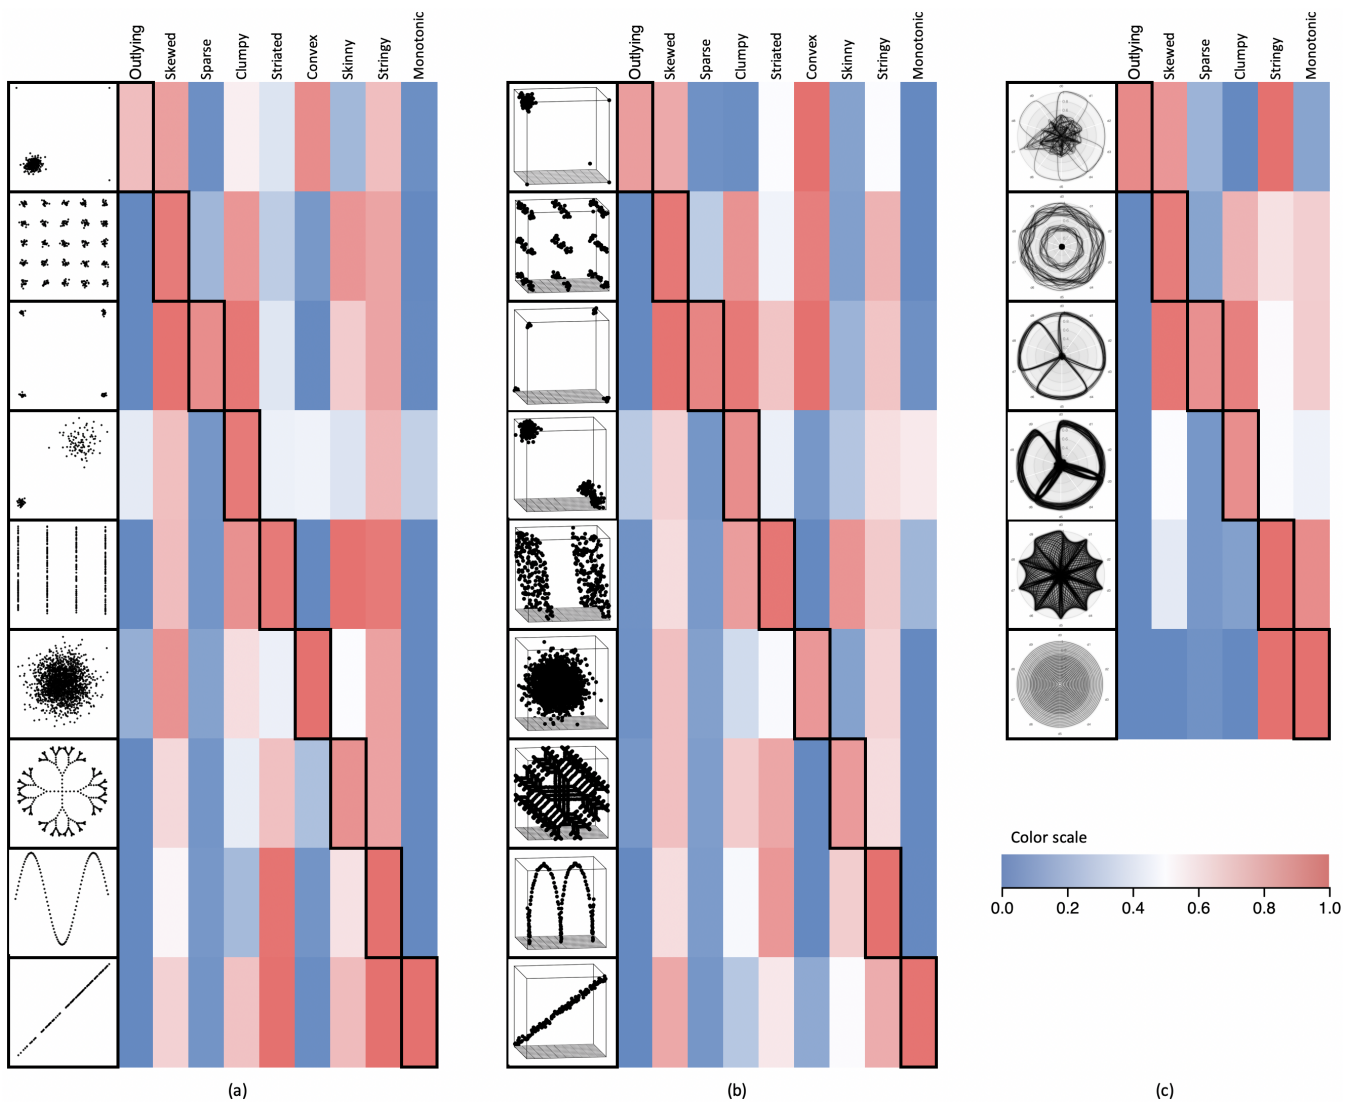 Outlying Skewed Sparse Clumpy Striated Convex Skinny Stringy Monotonic
Outlying Skewed Sparse Clumpy Striated Convex Skinny Stringy Monotonic
Outlying Skewed Sparse Clumpy Stringy Monotonic
Color scale
0.0 0.2 0.4 0.6 0.8 1.0
(a) (b) (c)